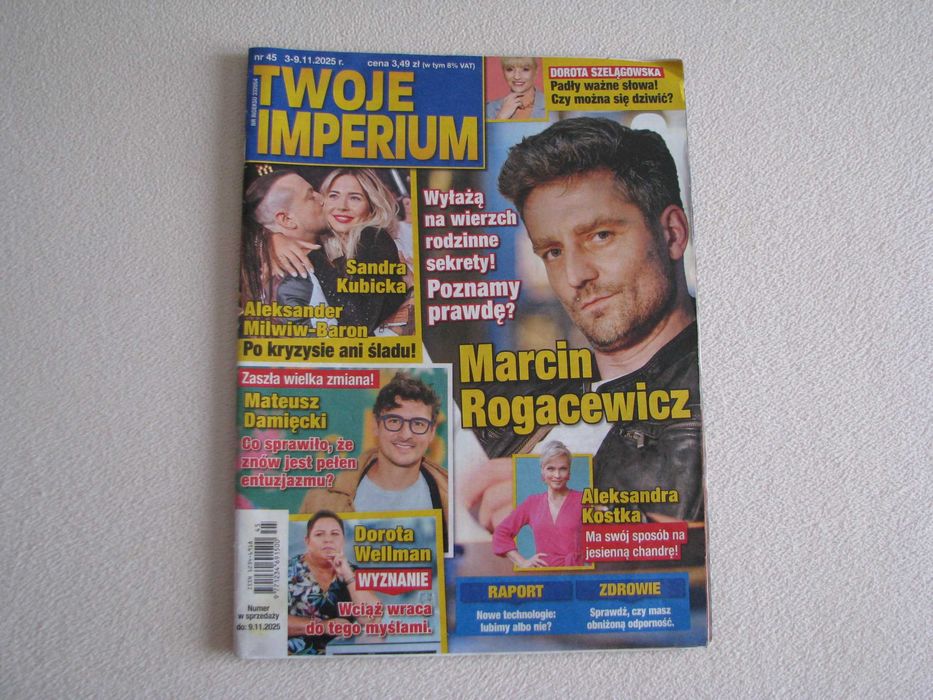 nr 45 3-9.11.2025 r. cena 3,49 zł (w tym 8% VAT)
TWOJE
IMPERIUM
DOROTA SZELĄGOWSKA
Padły ważne słowa!
Czy można się dziwić?
Sandra
Kubicka
Aleksander
Milwiw-Baron
Po kryzysie ani śladu!
Wyłażą
na wierzch
rodzinne
sekrety!
Poznamy
prawdę?
Marcin
Rogacewicz
Zaszła wielka zmiana!
Mateusz
Damięcki
Co sprawiło, że
znów jest pełen
entuzjazmu?
Aleksandra
Kostka
Ma swój sposób na
jesienną chandrę!
Dorota
Wellman
WYZNANIE
Wciąż wraca
do tego myślami.
RAPORT
Nowe technologie:
lubimy albo nie?
ZDROWIE
Sprawdź, czy masz
obniżoną odporność.
Numer
w sprzedaży
do: 9.11.2025